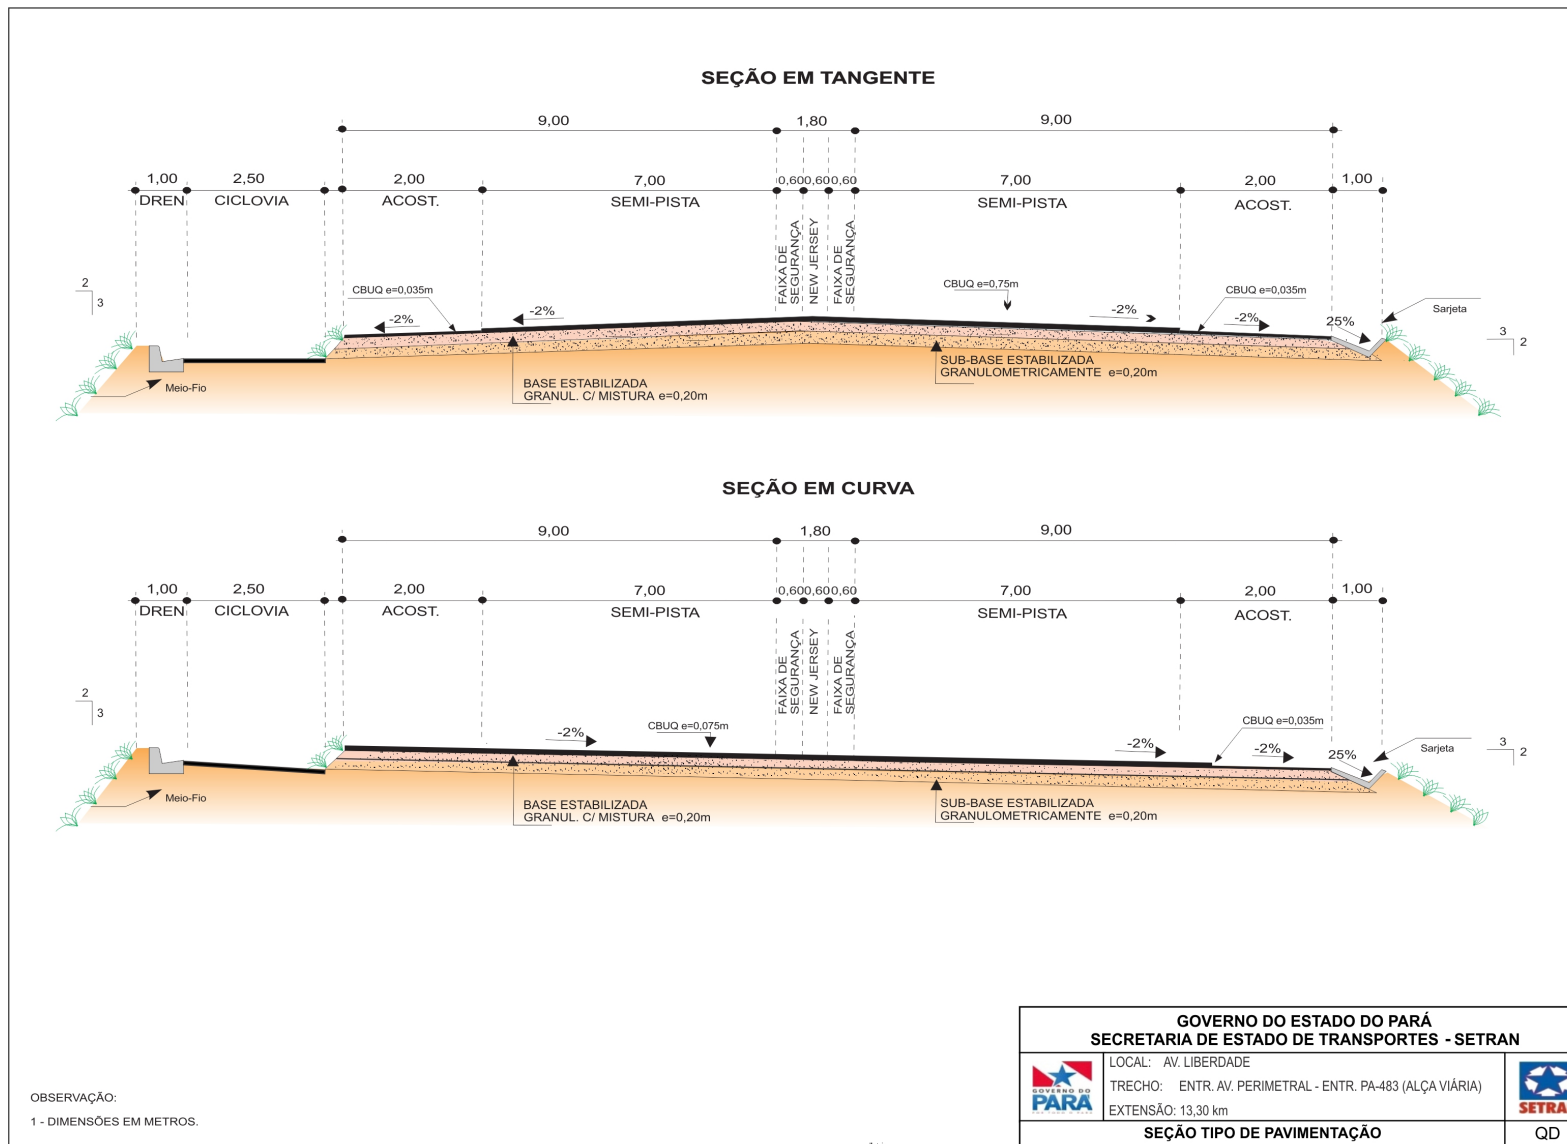 SEÇÃO EM TANGENTE
9,00 1,80 9,00
1,00 2,50 2,00 7,00 0,60 0,60 0,60 7,00 2,00 1,00
DREN CICLOVIA ACOST. SEMI-PISTA SEMI-PISTA ACOST.
FAIXA DE
SEGURANÇA
NEW JERSEY
FAIXA DE
SEGURANÇA
2
3
CBUQ e=0,035m
CBUQ e=0,75m
CBUQ e=0,035m
Sarjeta
3
2
-2% -2% -2% -2% 25%
Meio-Fio
BASE ESTABILIZADA
GRANUL. C/ MISTURA e=0,20m
SUB-BASE ESTABILIZADA
GRANULOMETRICAMENTE e=0,20m
SEÇÃO EM CURVA
9,00 1,80 9,00
1,00 2,50 2,00 7,00 0,60 0,60 0,60 7,00 2,00 1,00
DREN CICLOVIA ACOST. SEMI-PISTA SEMI-PISTA ACOST.
FAIXA DE
SEGURANÇA
NEW JERSEY
FAIXA DE
SEGURANÇA
2
3
CBUQ e=0,075m
CBUQ e=0,035m
Sarjeta
3
2
-2% -2% -2% 25%
Meio-Fio
BASE ESTABILIZADA
GRANUL. C/ MISTURA e=0,20m
SUB-BASE ESTABILIZADA
GRANULOMETRICAMENTE e=0,20m
OBSERVAÇÃO:
1 - DIMENSÕES EM METROS.
GOVERNO DO ESTADO DO PARÁ
SECRETARIA DE ESTADO DE TRANSPORTES - SETRAN
GOVERNO DO
PARÁ
LOCAL: AV. LIBERDADE
TRECHO: ENTR. AV. PERIMETRAL - ENTR. PA-483 (ALÇA VIÁRIA)
EXTENSÃO: 13,30 km
SETRA
SEÇÃO TIPO DE PAVIMENTAÇÃO
QD